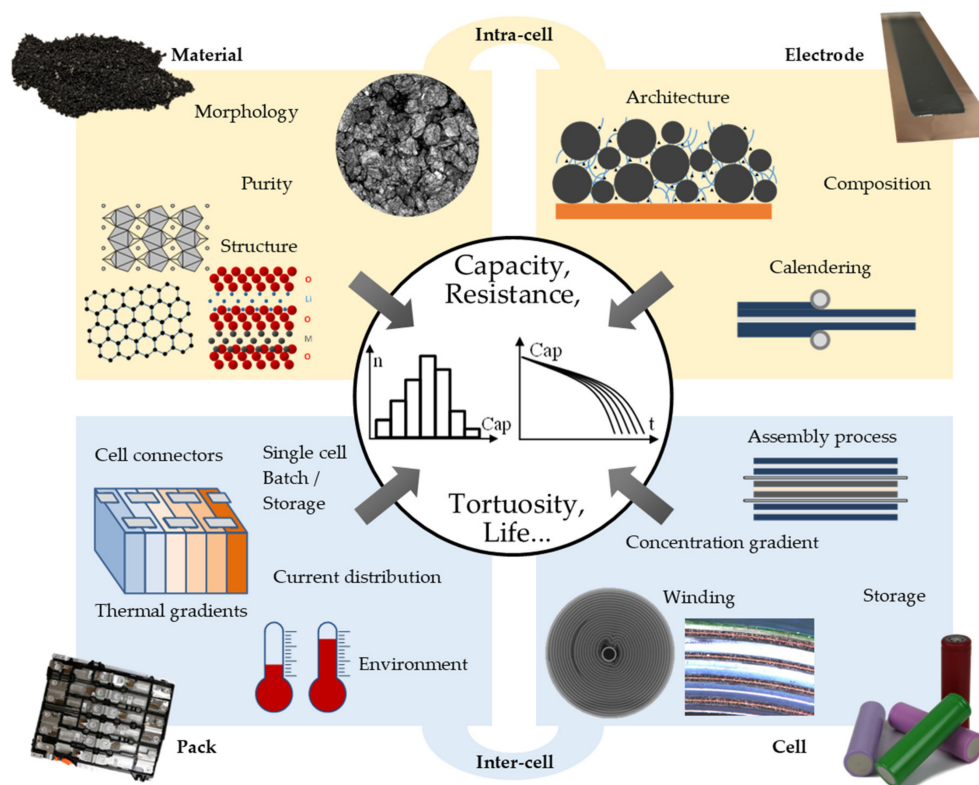 Intra-cell
Material
Electrode
Morphology
Purity
Structure
O
Li
O
M
O
Architecture
Composition
Calendering
Capacity,
Resistance,
n
Cap
Cap
t
Tortuosity,
Life...
Cell connectors
Single cell
Batch /
Storage
Thermal gradients
Current distribution
Environment
Pack
Assembly process
Concentration gradient
Winding
Storage
Cell
Inter-cell